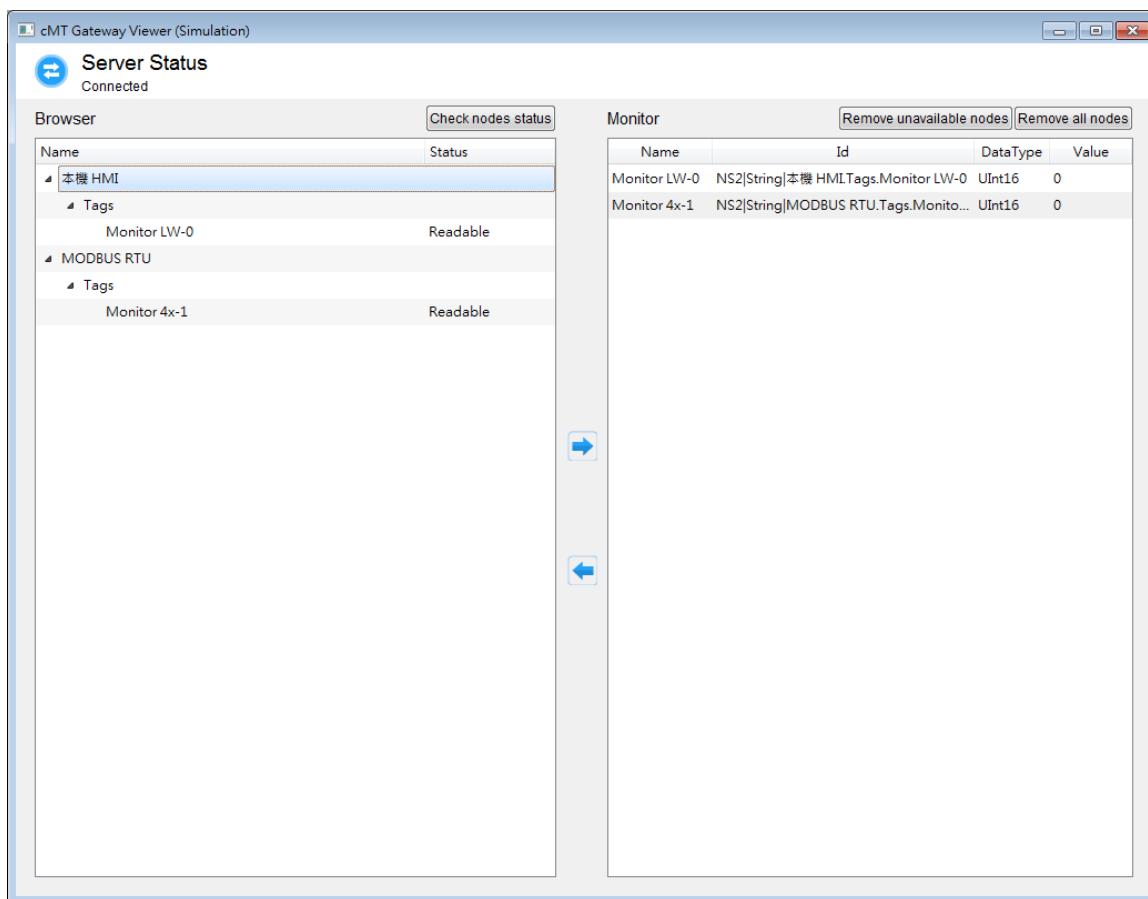 cMT Gateway Viewer (Simulation)
Server Status
Connected
Browser
Check nodes status
Name Status
本機 HMI
Tags
Monitor LW-0 Readable
MODBUS RTU
Tags
Monitor 4x-1 Readable
Monitor
Remove unavailable nodes
Remove all nodes
Name Id DataType Value
Monitor LW-0 NS2|String|本機 HMI.Tags.Monitor LW-0 UInt16 0
Monitor 4x-1 NS2|String|MODBUS RTU.Tags.Monito... UInt16 0